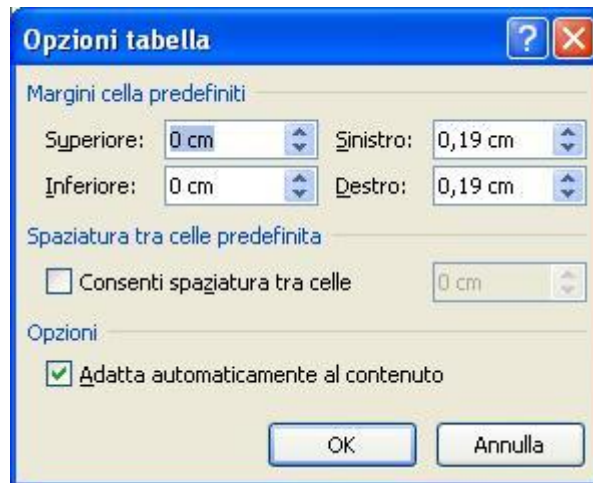 Opzioni tabella
Margini cella predefiniti
Superiore: 0 cm Sinistro: 0,19 cm
Inferiore: 0 cm Destro: 0,19 cm
Spaziatura tra celle predefinita
Consenti spaziatura tra celle 0 cm
Opzioni
Adatta automaticamente al contenuto
OK Annulla